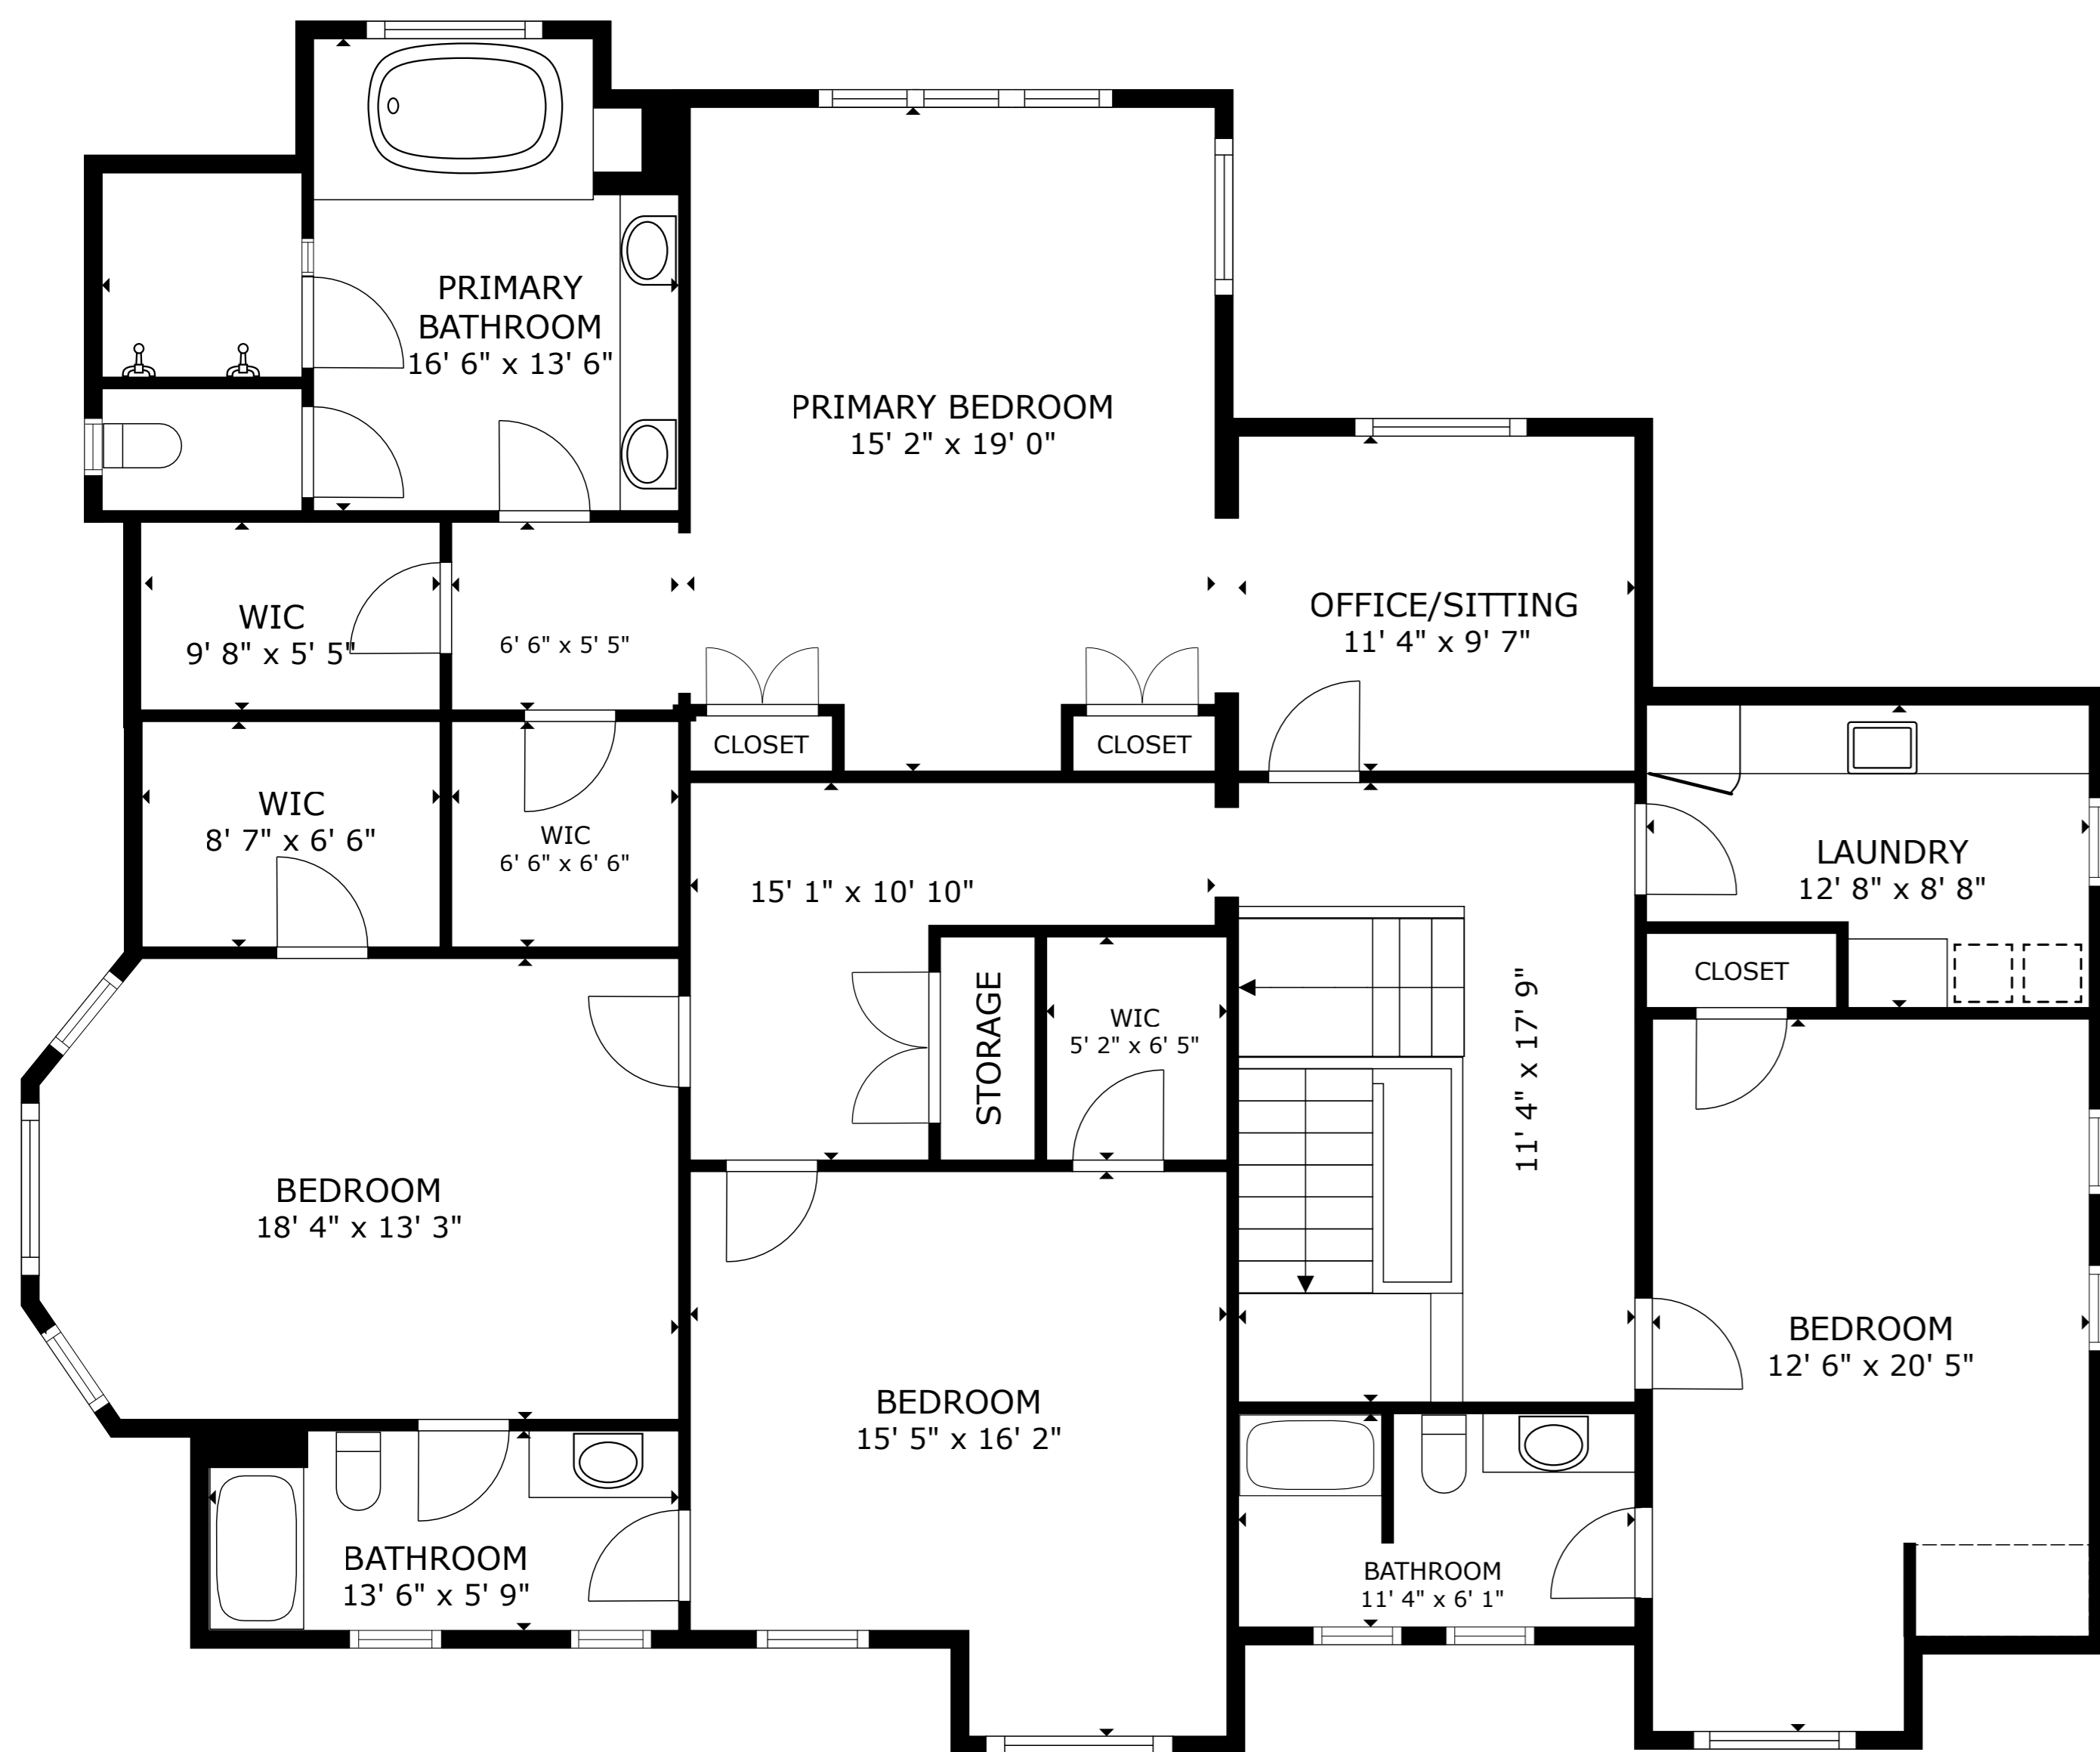 PRIMARY
BATHROOM
16' 6" x 13' 6"
PRIMARY BEDROOM
15' 2" x 19' 0"
OFFICE/SITTING
11' 4" x 9' 7"
WIC
9' 8" x 5' 5"
6' 6" x 5' 5"
CLOSET
CLOSET
WIC
8' 7" x 6' 6"
WIC
6' 6" x 6' 6"
15' 1" x 10' 10"
LAUNDRY
12' 8" x 8' 8"
CLOSET
STORAGE
WIC
5' 2" x 6' 5"
11' 4" x 17' 9"
BEDROOM
18' 4" x 13' 3"
BEDROOM
15' 5" x 16' 2"
BEDROOM
12' 6" x 20' 5"
BATHROOM
13' 6" x 5' 9"
BATHROOM
11' 4" x 6' 1"